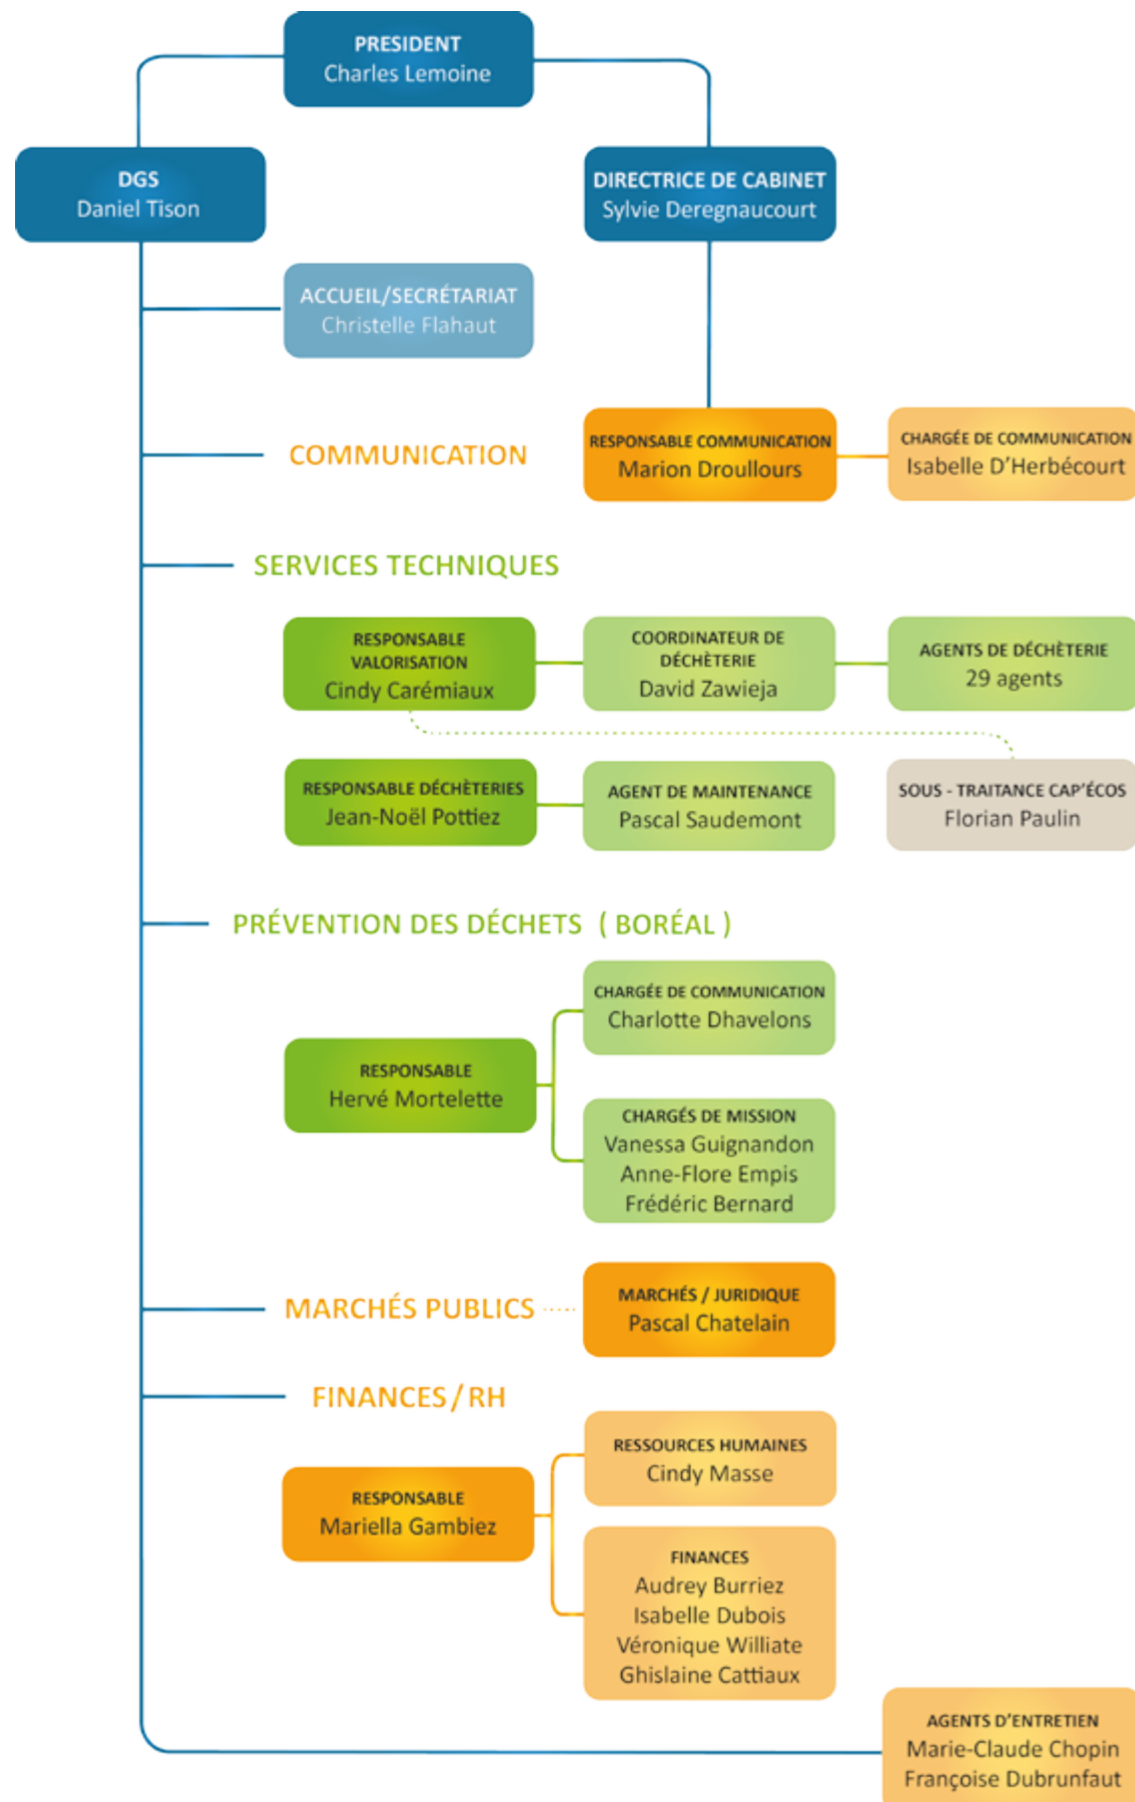 PRESIDENT
Charles Lemoine
DGS
Daniel Tison
DIRECTRICE DE CABINET
Sylvie Deregnaucourt
ACCUEIL/SECRÉTARIAT
Christelle Flahaut
COMMUNICATION
RESPONSABLE COMMUNICATION
Marion Droullours
CHARGÉE DE COMMUNICATION
Isabelle D'Herbécourt
SERVICES TECHNIQUES
RESPONSABLE
VALORISATION
Cindy Carémiaux
COORDINATEUR DE
DÉCHÈTERIE
David Zawieja
AGENTS DE DÉCHÈTERIE
29 agents
RESPONSABLE DÉCHÈTERIES
Jean-Noël Pottiez
AGENT DE MAINTENANCE
Pascal Saudemont
SOUS - TRAITANCE CAP'ÉCOS
Florian Paulin
PRÉVENTION DES DÉCHETS ( BORÉAL )
CHARGÉE DE COMMUNICATION
Charlotte Dhavelons
RESPONSABLE
Hervé Mortelette
CHARGÉS DE MISSION
Vanessa Guignandon
Anne-Flore Empis
Frédéric Bernard
MARCHÉS PUBLICS
MARCHÉS / JURIDIQUE
Pascal Chatelain
FINANCES/RH
RESSOURCES HUMAINES
Cindy Masse
RESPONSABLE
Mariella Gambiez
FINANCES
Audrey Burriez
Isabelle Dubois
Véronique Williate
Ghislaine Cattiaux
AGENTS D'ENTRETIEN
Marie-Claude Chopin
Françoise Dubrunfaut